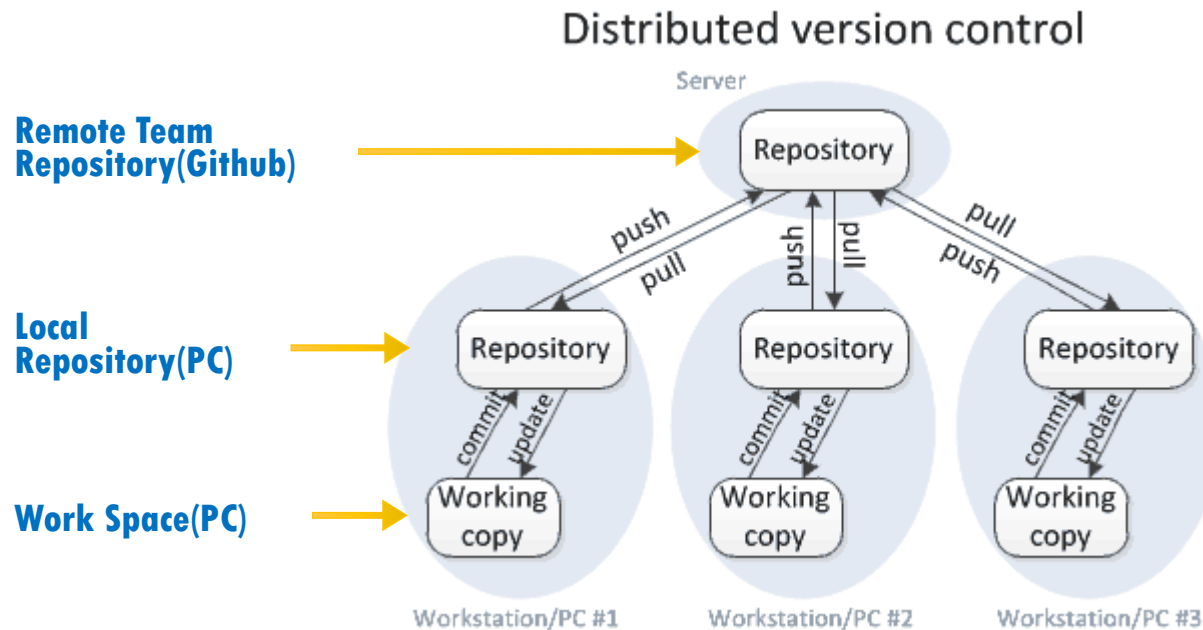 Distributed version control
Server
Remote Team
Repository(Github)
Repository
push
pull
push
pull
pull
push
Local
Repository(PC)
Repository
Repository
Repository
commit
update
commit
update
commit
update
Work Space(PC)
Working
copy
Working
copy
Working
copy
Workstation/PC #1
Workstation/PC #2
Workstation/PC #3